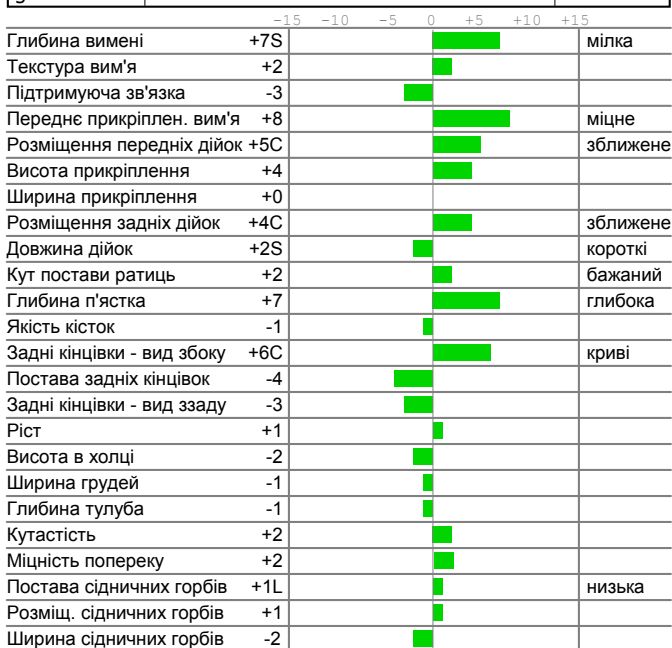 -15 -10 -5 0 +5 +10 +15
Глибина вимені +7S мілка
Текстура вим'я +2
Підтримуюча зв'язка -3
Переднє прикріплен. вим'я +8 міцне
Розміщення передніх дійок +5C зближене
Висота прикріплення +4
Ширина прикріплення +0
Розміщення задніх дійок +4C зближене
Довжина дійок +2S короткі
Кут постави ратиць +2 бажаний
Глибина п'ястка +7 глибока
Якість кісток -1
Задні кінцівки - вид збоку +6C криві
Постава задніх кінцівок -4
Задні кінцівки - вид ззаду -3
Ріст +1
Висота в холці -2
Ширина грудей -1
Глибина тулуба -1
Кутастість +2
Міцність попереку +2
Постава сідничних горбів +1L низька
Розміщ. сідничних горбів +1
Ширина сідничних горбів -2